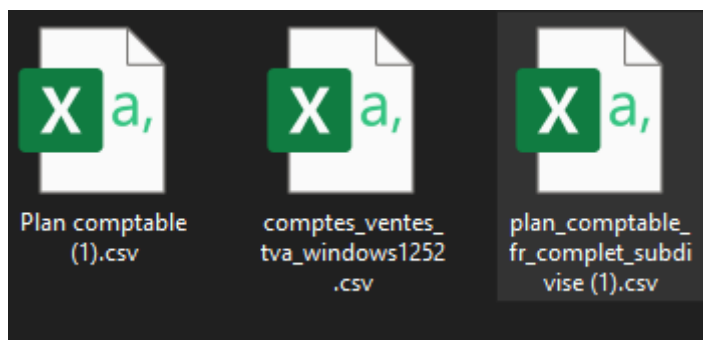 X a,
X a,
X a,
Plan comptable
(1).csv
comptes_ventes_
tva_windows1252
.csv
plan_comptable_
fr_complet_subdi
vise (1).csv